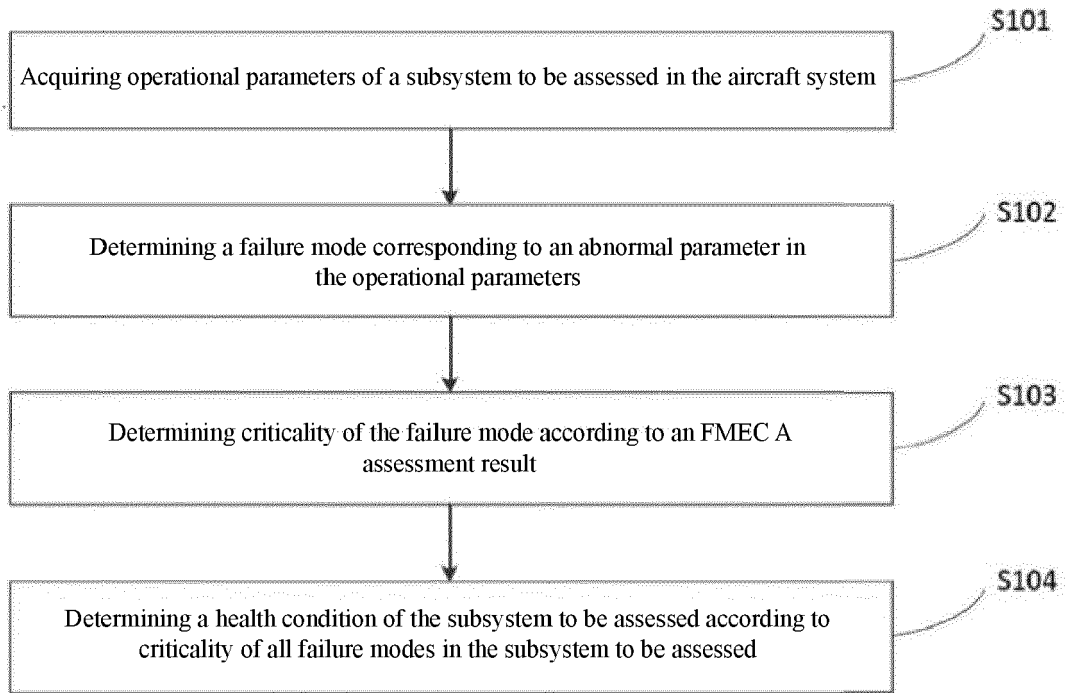 S101
Acquiring operational parameters of a subsystem to be assessed in the aircraft system
S102
Determining a failure mode corresponding to an abnormal parameter in
the operational parameters
S103
Determining criticality of the failure mode according to an FMEC A
assessment result
S104
Determining a health condition of the subsystem to be assessed according to
criticality of all failure modes in the subsystem to be assessed